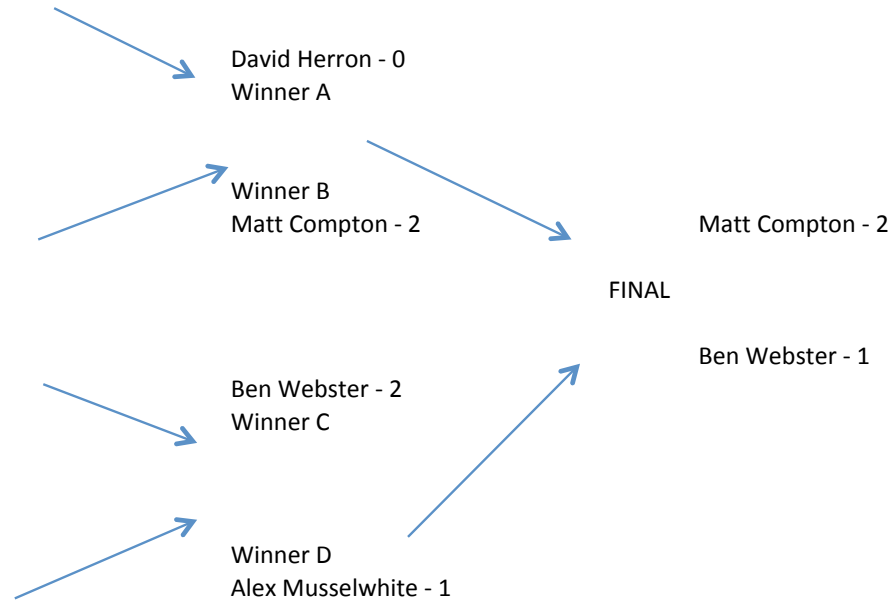 David Herron - 0
Winner A
Winner B
Matt Compton - 2
Matt Compton - 2
FINAL
Ben Webster - 1
Ben Webster - 2
Winner C
Winner D
Alex Musselwhite - 1